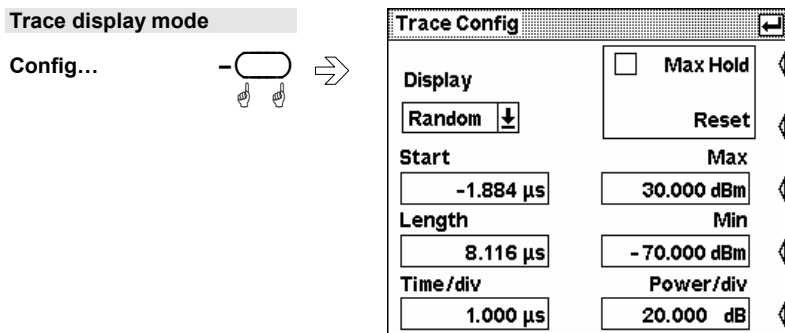 Trace display mode
Config…
Trace Config
Display
Max Hold
Random
Reset
Start
Max
-1.884 µs
30.000 dBm
Length
Min
8.116 µs
-70.000 dBm
Time/div
Power/div
1.000 µs
20.000 dB